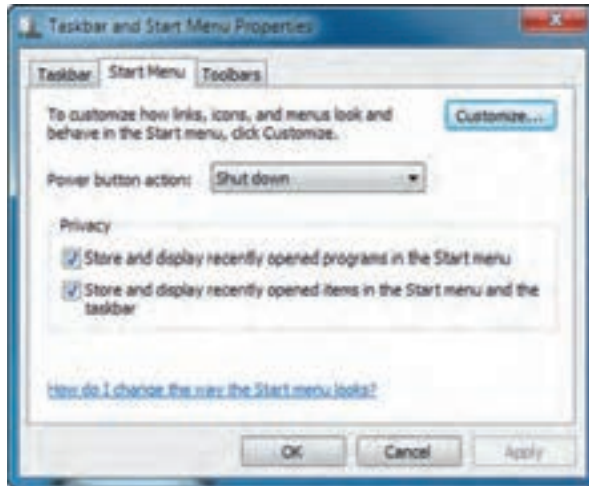 Taskbar and Start Menu Properties
Taskbar Start Menu Toolbars
To customize how links, icons, and menus look and
behave in the Start menu, click Customize.
Customize...
Power button action: Shut down
Privacy
Store and display recently opened programs in the Start menu
Store and display recently opened items in the Start menu and the
taskbar
How do I change the way the Start menu looks?
OK Cancel Apply